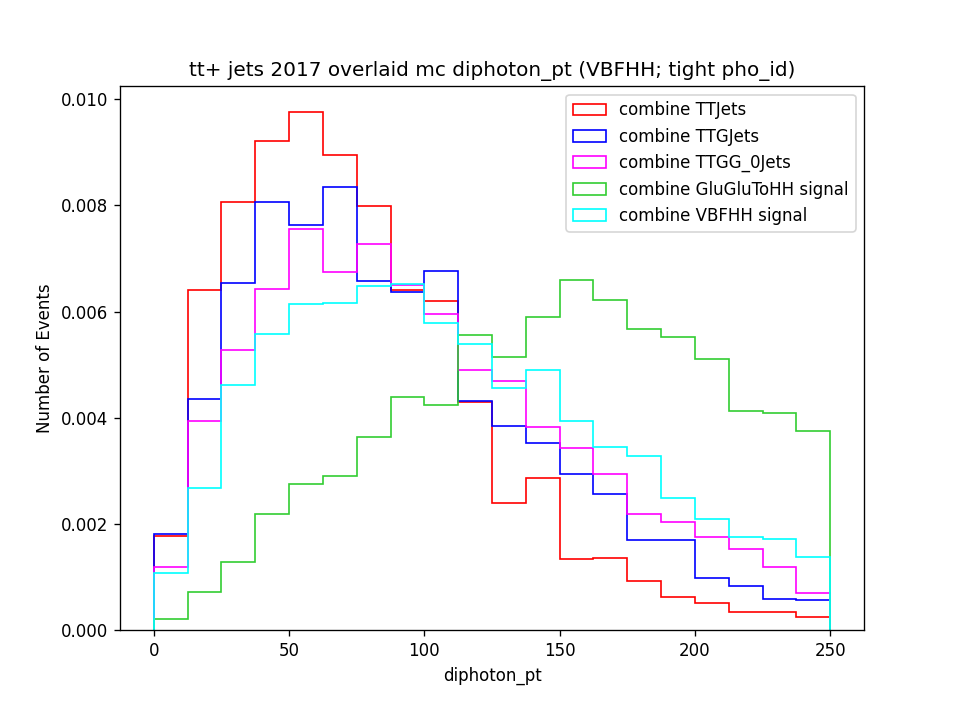 tt+ jets 2017 overlaid mc diphoton_pt (VBFHH; tight pho_id)
combine TTJets
combine TTGJets
combine TTGG_0Jets
combine GluGluToHH signal
combine VBFHH signal
Number of Events
0.010
0.008
0.006
0.004
0.002
0.000
0 50 100 150 200 250
diphoton_pt